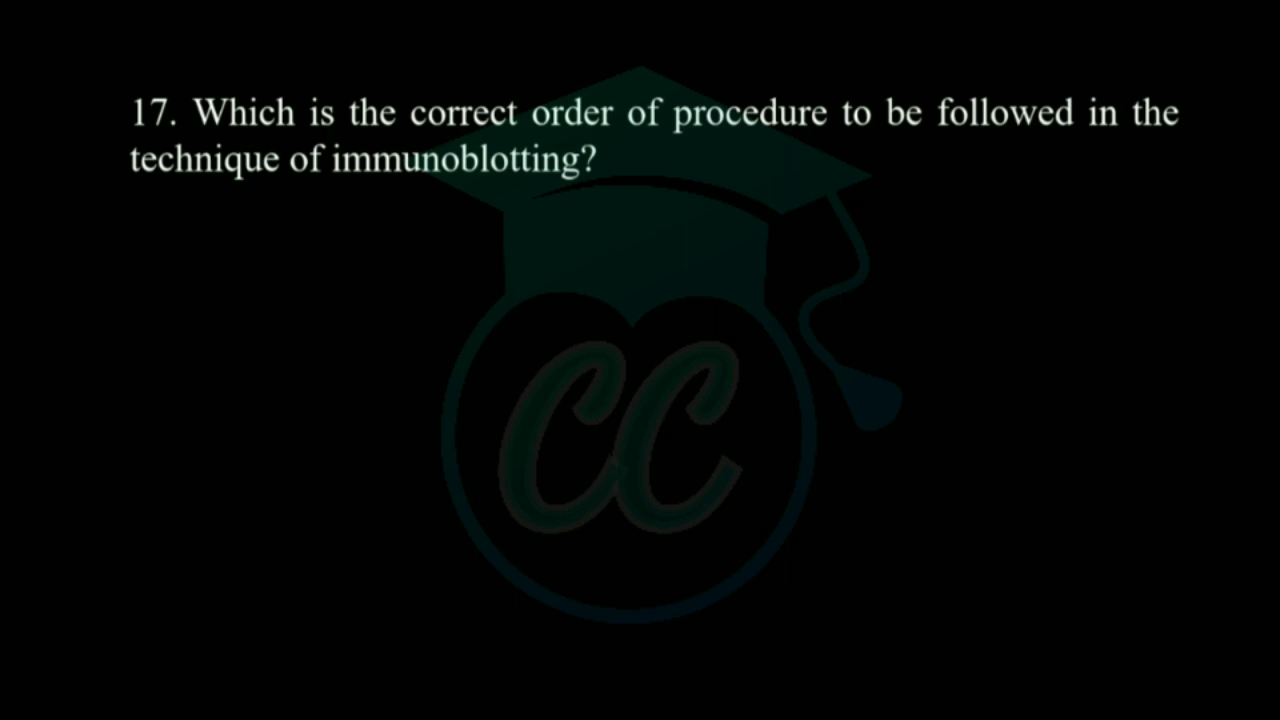 17. Which is the correct order of procedure to be followed in the
technique of immunoblotting?
CC